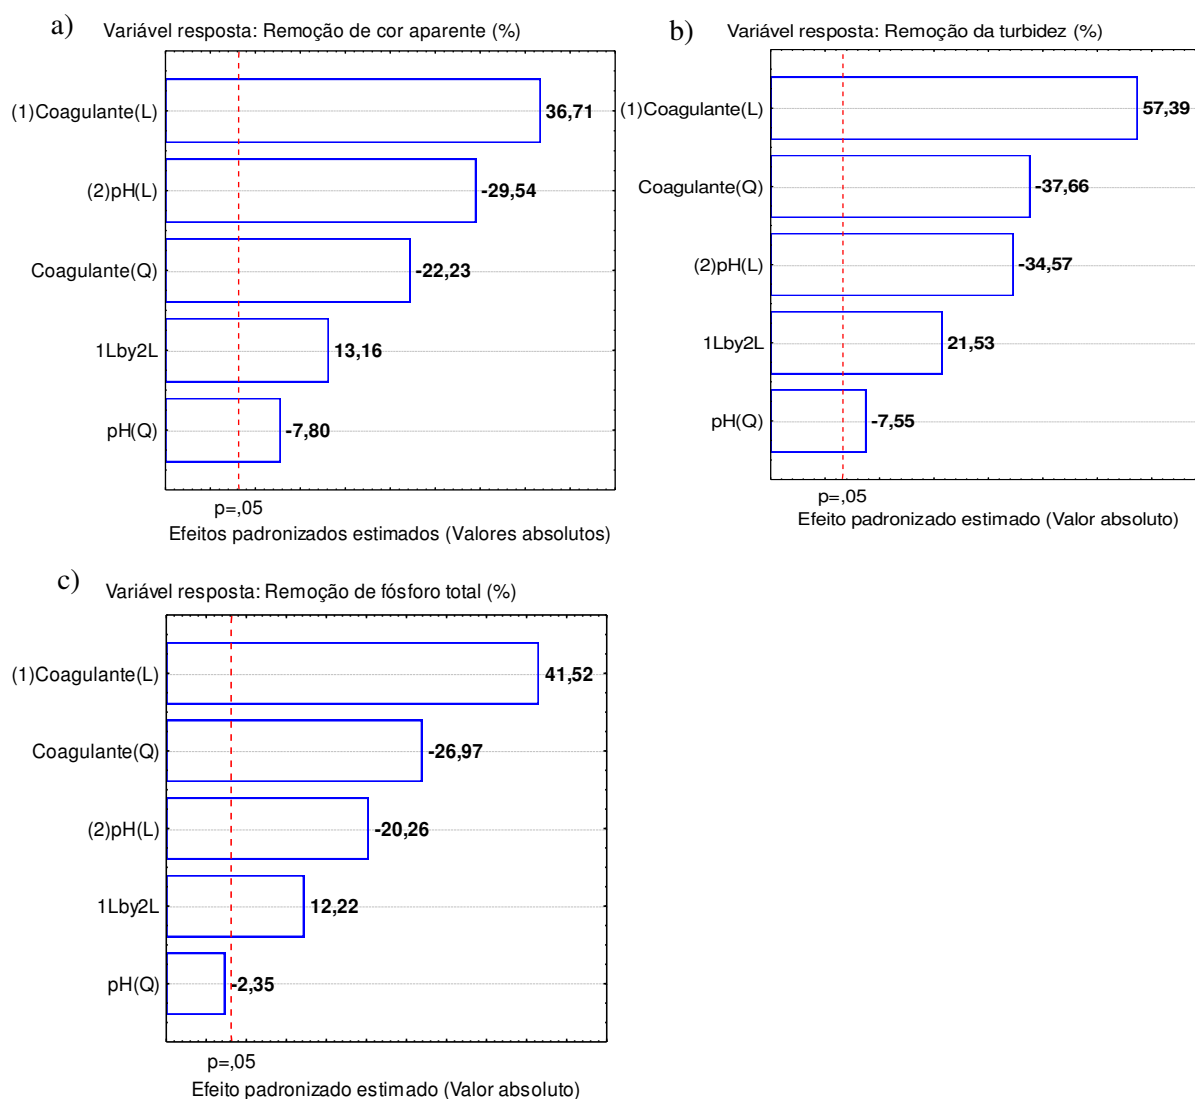 a)
Variável resposta: Remoção de cor aparente (%)
(1)Coagulante(L)
36,71
(2)pH(L)
-29,54
Coagulante(Q)
-22,23
1Lby2L
13,16
pH(Q)
-7,80
p=,05
Efeitos padronizados estimados (Valores absolutos)
b)
Variável resposta: Remoção da turbidez (%)
(1)Coagulante(L)
57,39
Coagulante(Q)
-37,66
(2)pH(L)
-34,57
1Lby2L
21,53
pH(Q)
-7,55
p=,05
Efeito padronizado estimado (Valor absoluto)
c)
Variável resposta: Remoção de fósforo total (%)
(1)Coagulante(L)
41,52
Coagulante(Q)
-26,97
(2)pH(L)
-20,26
1Lby2L
12,22
pH(Q)
-2,35
p=,05
Efeito padronizado estimado (Valor absoluto)